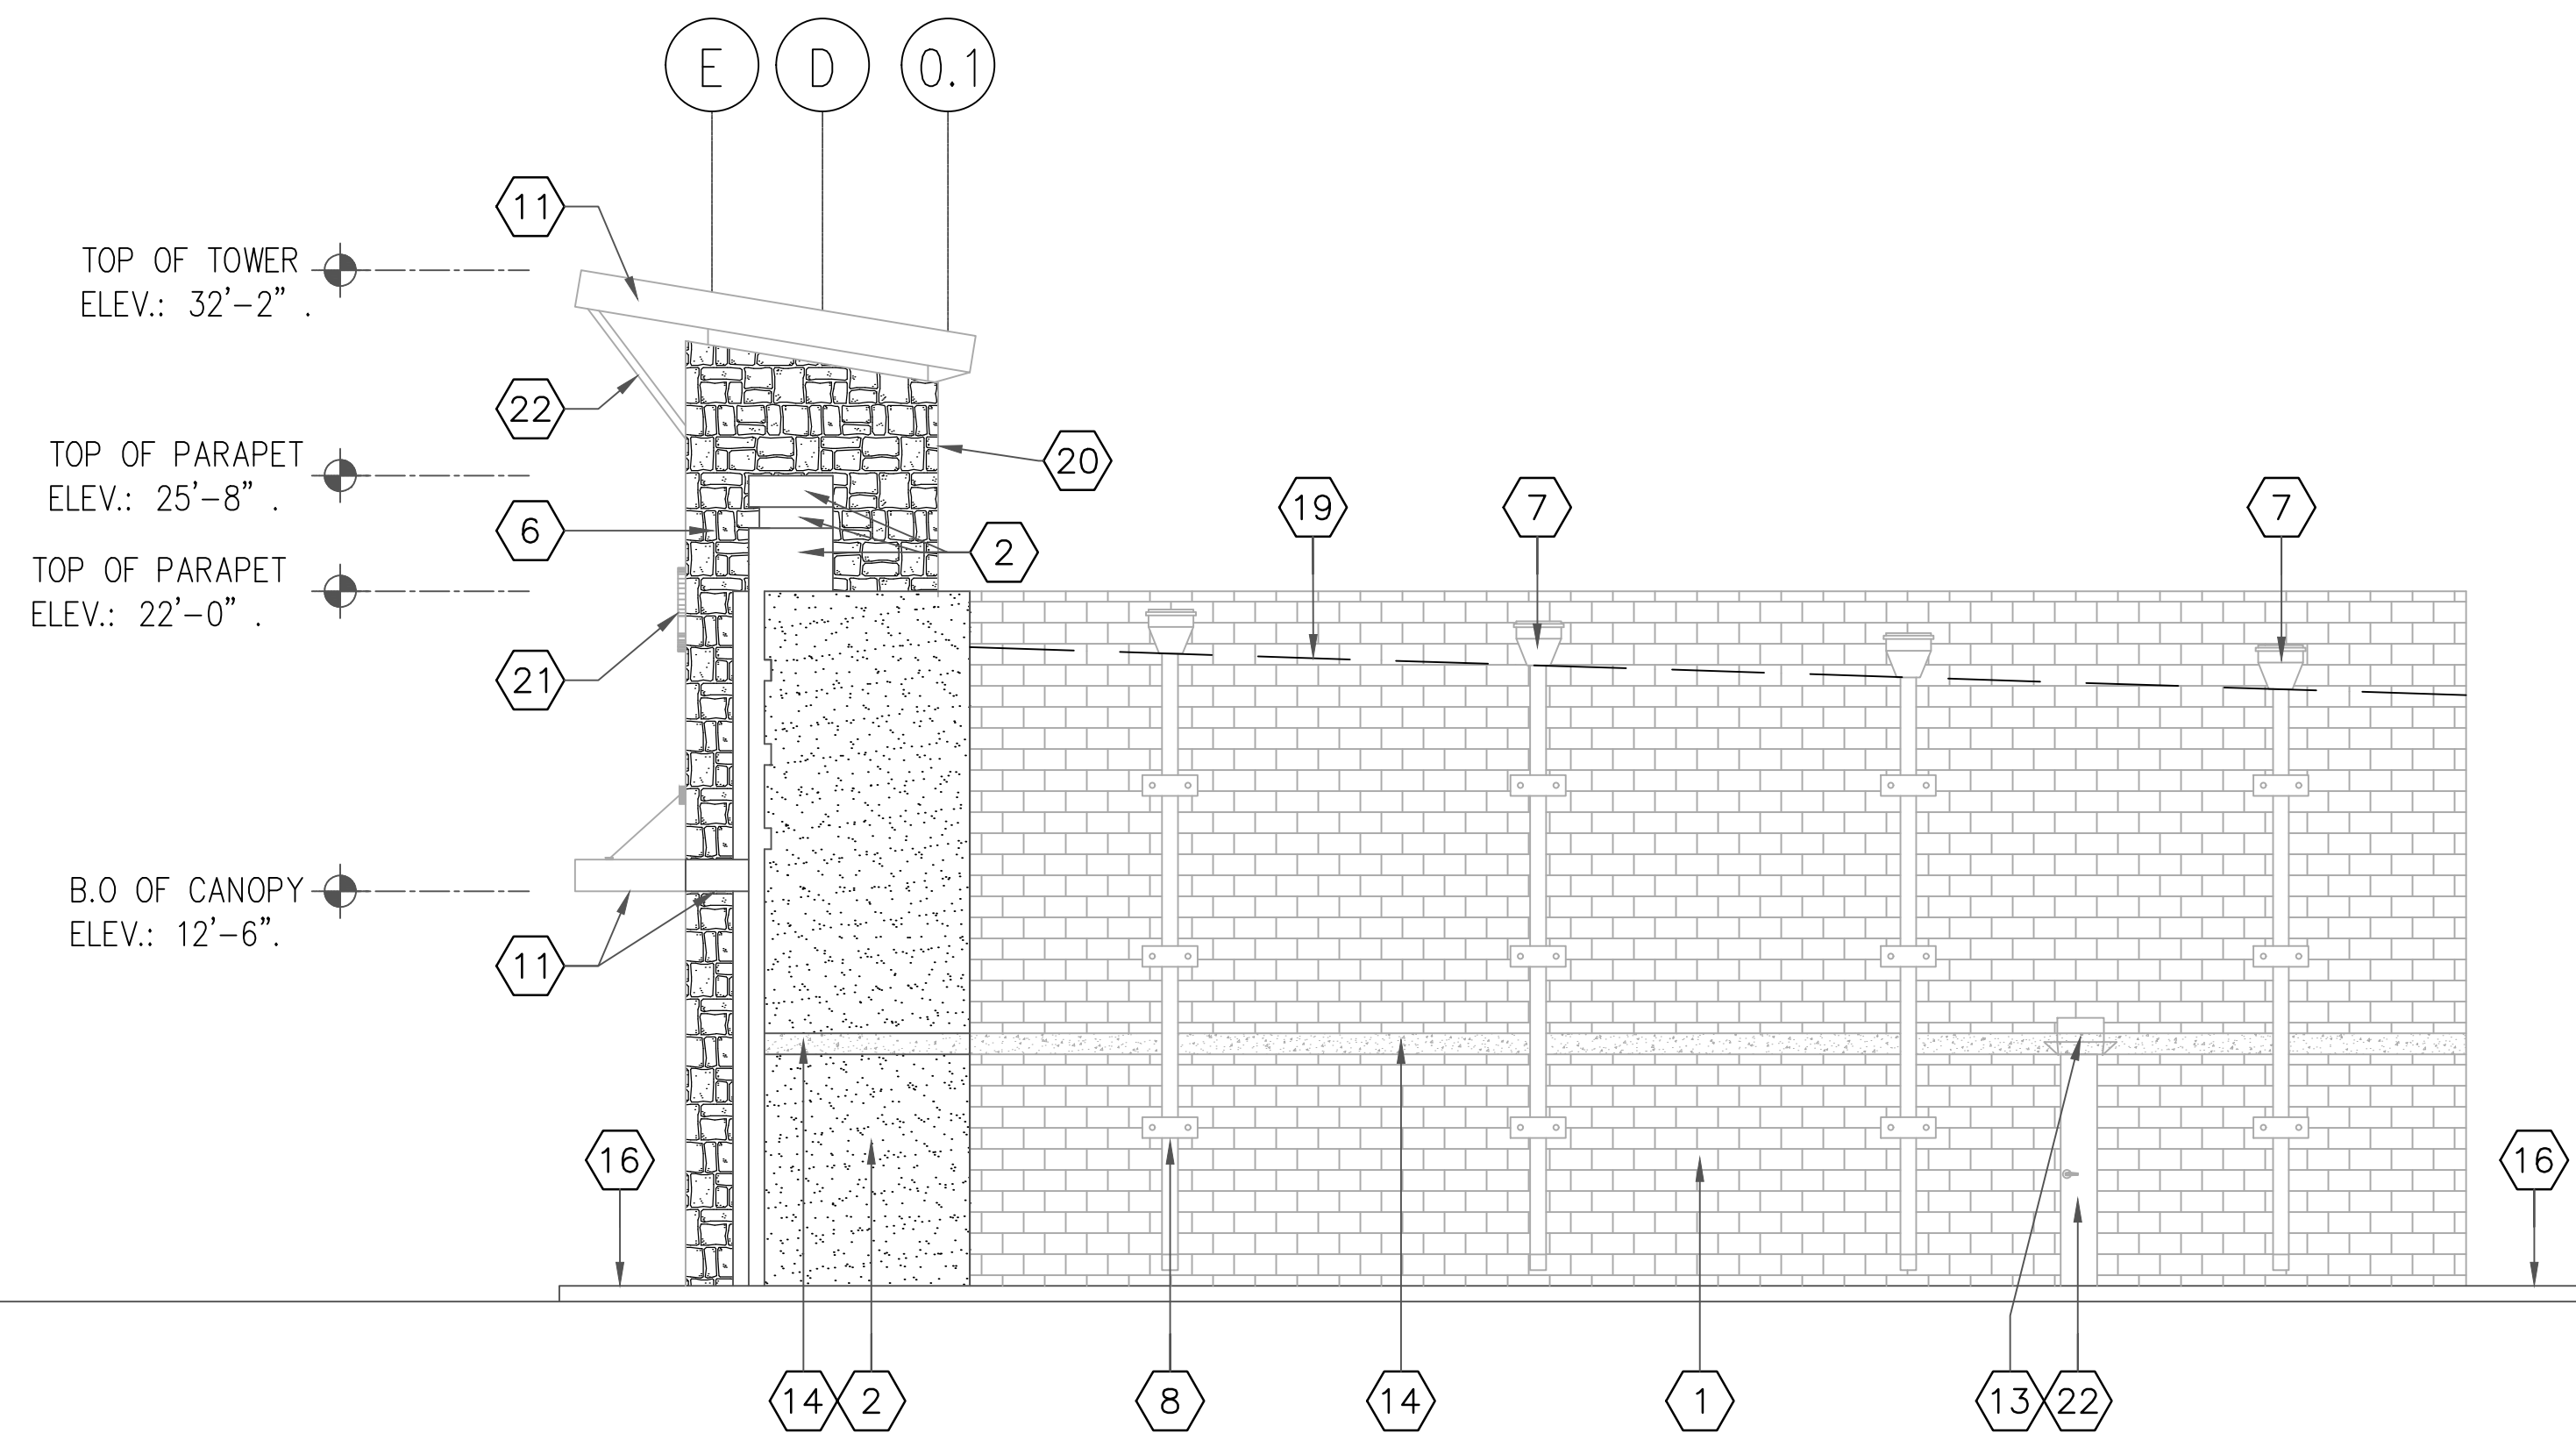 E D 0.1
11
TOP OF TOWER
ELEV.: 32'-2" .
22
TOP OF PARAPET
ELEV.: 25'-8" .
20
19 7 7
6
2
TOP OF PARAPET
ELEV.: 22'-0" .
21
B.O OF CANOPY
ELEV.: 12'-6".
11
16 16
14 2 8 14 1 13 22